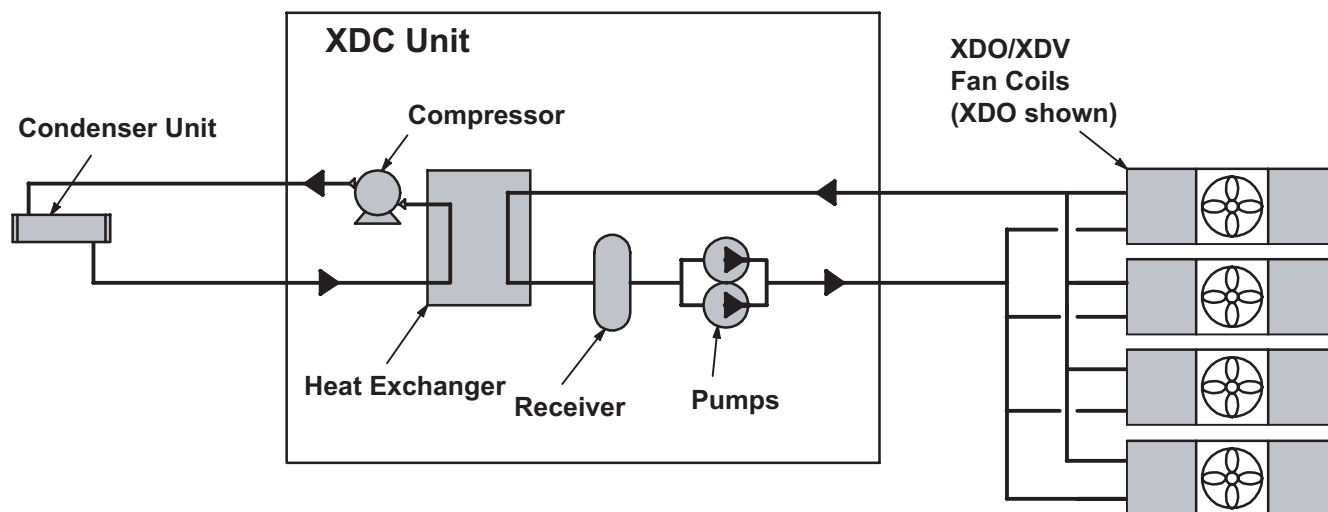 XDC Unit
XDO/XDV
Fan Coils
(XDO shown)
Compressor
Condenser Unit
Heat Exchanger
Receiver
Pumps